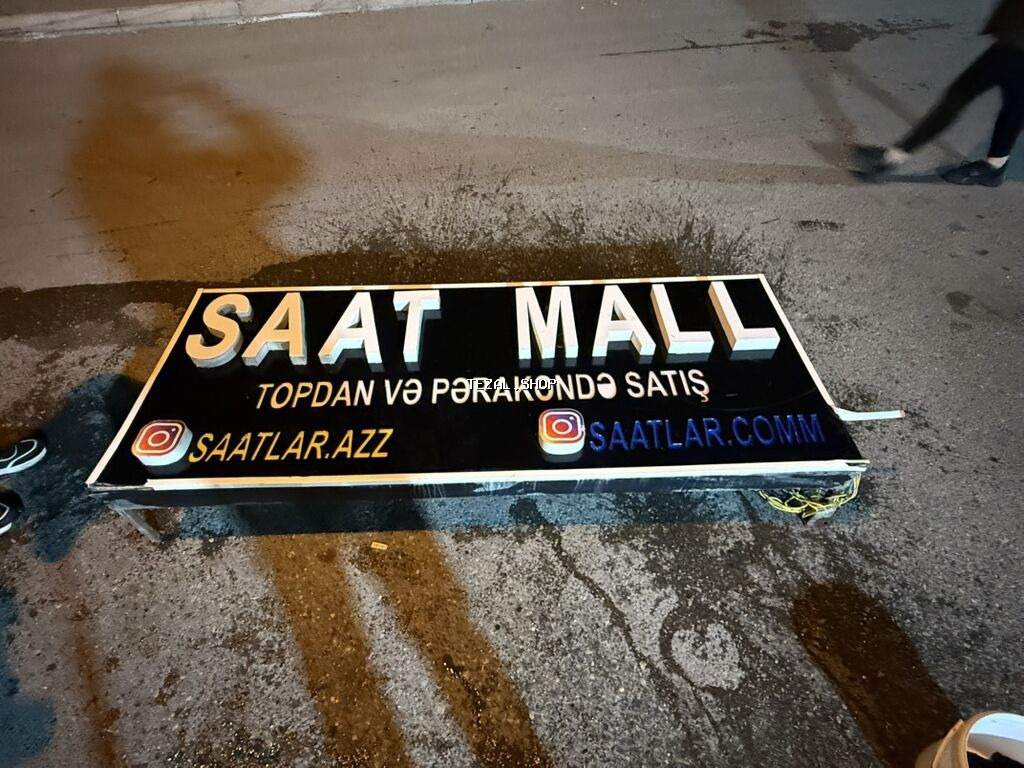 SAAT MALL
TOPDAN VƏ PƏRAKƏNDƏ SATIŞ
TEZAL.SHOP
SAATLAR.AZZ
SAATLAR.COMM